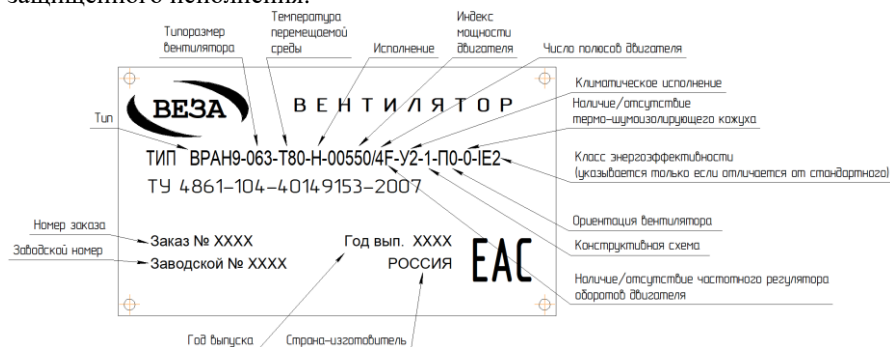 защищенного исполнения.
Типоразмер
вентилятора
Температура
перемещаемой
среды
Исполнение
Индекс
мощности
двигателя
Число полюсов двигателя
Климатическое исполнение
Наличие/отсутствие
термо-шумоизолирующего кожуха
Тип
ВЕЗА
ВЕНТИЛЯТОР
ТИП ВРАН9-063-Т80-Н-00550/4F-У2-1-П0-0-IE2
Класс энергоэффективности
(указывается только если отличается от стандартного)
ТУ 4861-104-40149153-2007
Ориентация вентилятора
Номер заказа
Заказ № XXXX
Год вып. XXXX
Конструктивная схема
Заводской номер
Заводской № XXXX
РОССИЯ
EAC
Наличие/отсутствие частотного регулятора
оборотов двигателя
Год выпуска
Страна-изготовитель